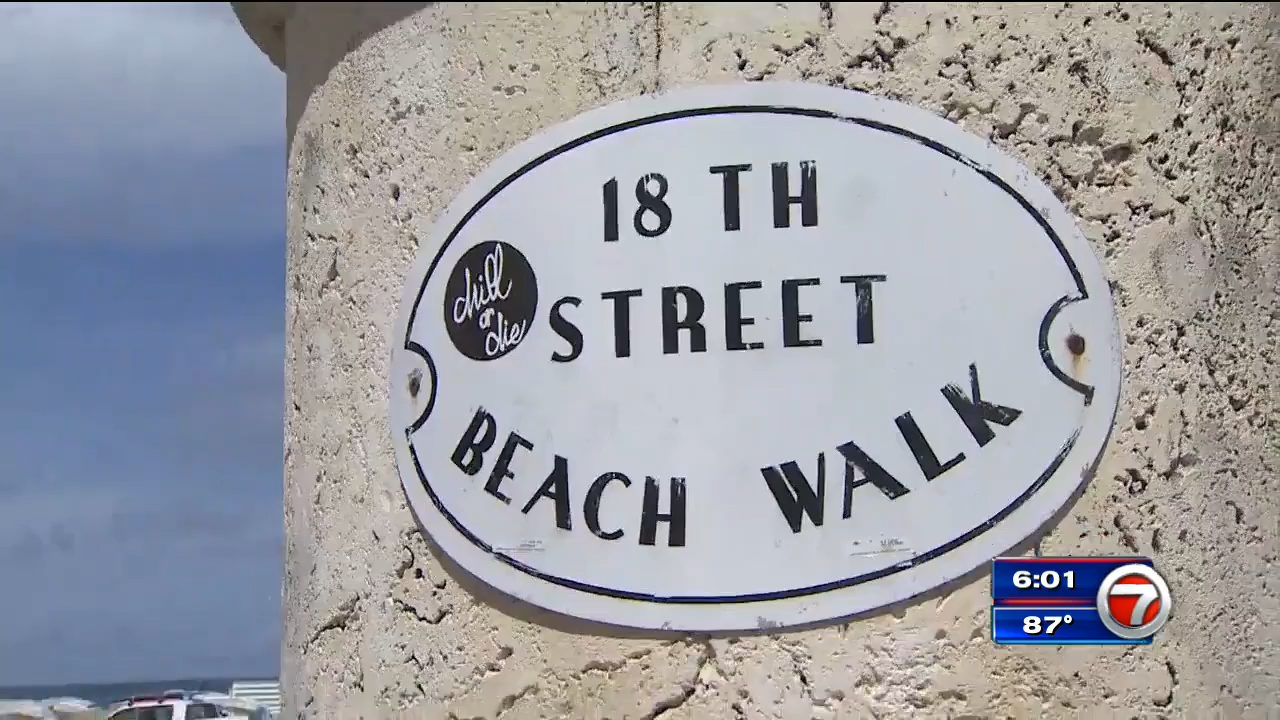 18 TH
chill
or
die
STREET
BEACH WALK
6:01
87°
7